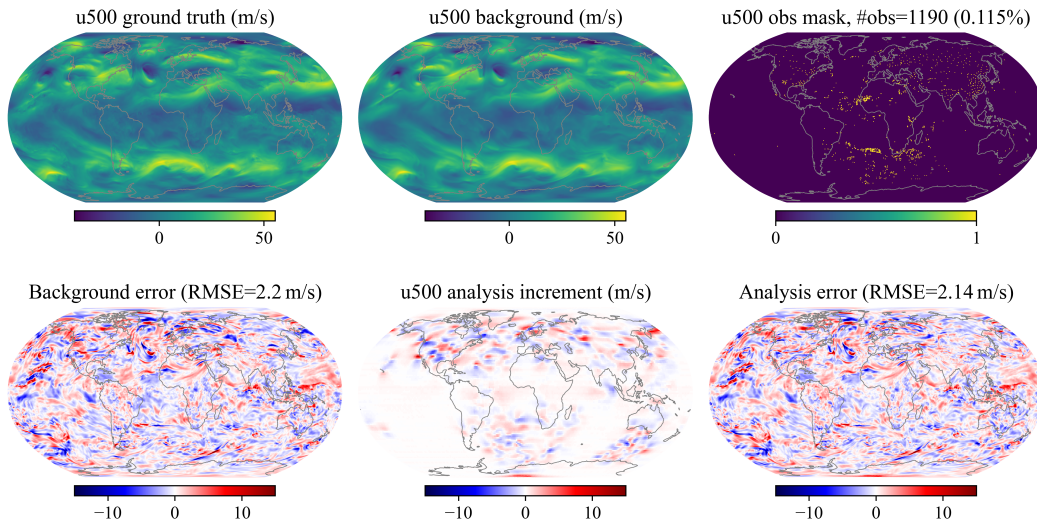 u500 ground truth (m/s)
u500 background (m/s)
u500 obs mask, #obs=1190 (0.115%)
0 50
0 50
0 1
Background error (RMSE=2.2 m/s)
u500 analysis increment (m/s)
Analysis error (RMSE=2.14 m/s)
−10 0 10
−10 0 10
−10 0 10